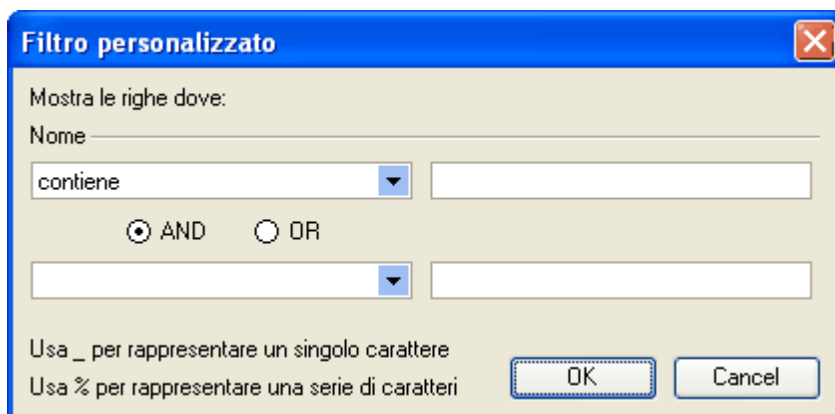 Filtro personalizzato
Mostra le righe dove:
Nome
contiene
AND OR
Usa _ per rappresentare un singolo carattere
Usa % per rappresentare una serie di caratteri
OK Cancel